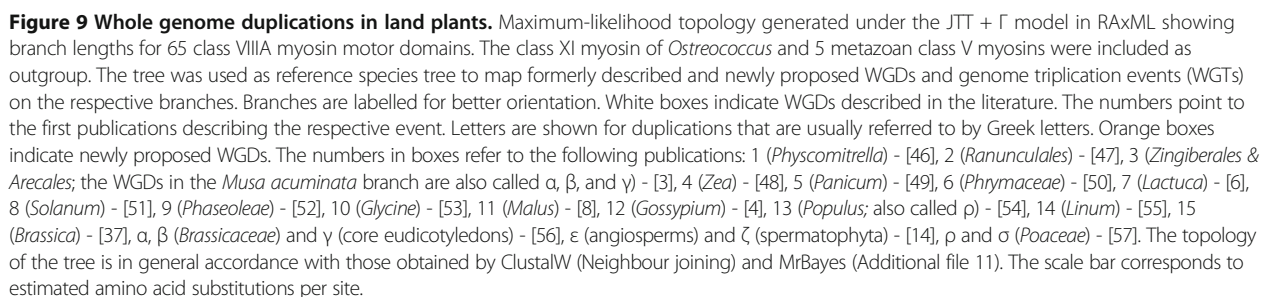 Figure 9 Whole genome duplications in land plants. Maximum-likelihood topology generated under the JTT + Γ model in RAxML showing
branch lengths for 65 class VIIIA myosin motor domains. The class XI myosin of Ostreococcus and 5 metazoan class V myosins were included as
outgroup. The tree was used as reference species tree to map formerly described and newly proposed WGDs and genome triplication events (WGTs)
on the respective branches. Branches are labelled for better orientation. White boxes indicate WGDs described in the literature. The numbers point to
the first publications describing the respective event. Letters are shown for duplications that are usually referred to by Greek letters. Orange boxes
indicate newly proposed WGDs. The numbers in boxes refer to the following publications: 1 (Physcomitrella) - [46], 2 (Ranunculales) - [47], 3 (Zingiberales &
Arecales; the WGDs in the Musa acuminata branch are also called α, β, and γ) - [3], 4 (Zea) - [48], 5 (Panicum) - [49], 6 (Phrymaceae) - [50], 7 (Lactuca) - [6],
8 (Solanum) - [51], 9 (Phaseoleae) - [52], 10 (Glycine) - [53], 11 (Malus) - [8], 12 (Gossypium) - [4], 13 (Populus; also called ρ) - [54], 14 (Linum) - [55], 15
(Brassica) - [37], α, β (Brassicaceae) and γ (core eudicotyledons) - [56], ε (angiosperms) and ζ (spermatophyta) - [14], ρ and σ (Poaceae) - [57]. The topology
of the tree is in general accordance with those obtained by ClustalW (Neighbour joining) and MrBayes (Additional file 11). The scale bar corresponds to
estimated amino acid substitutions per site.